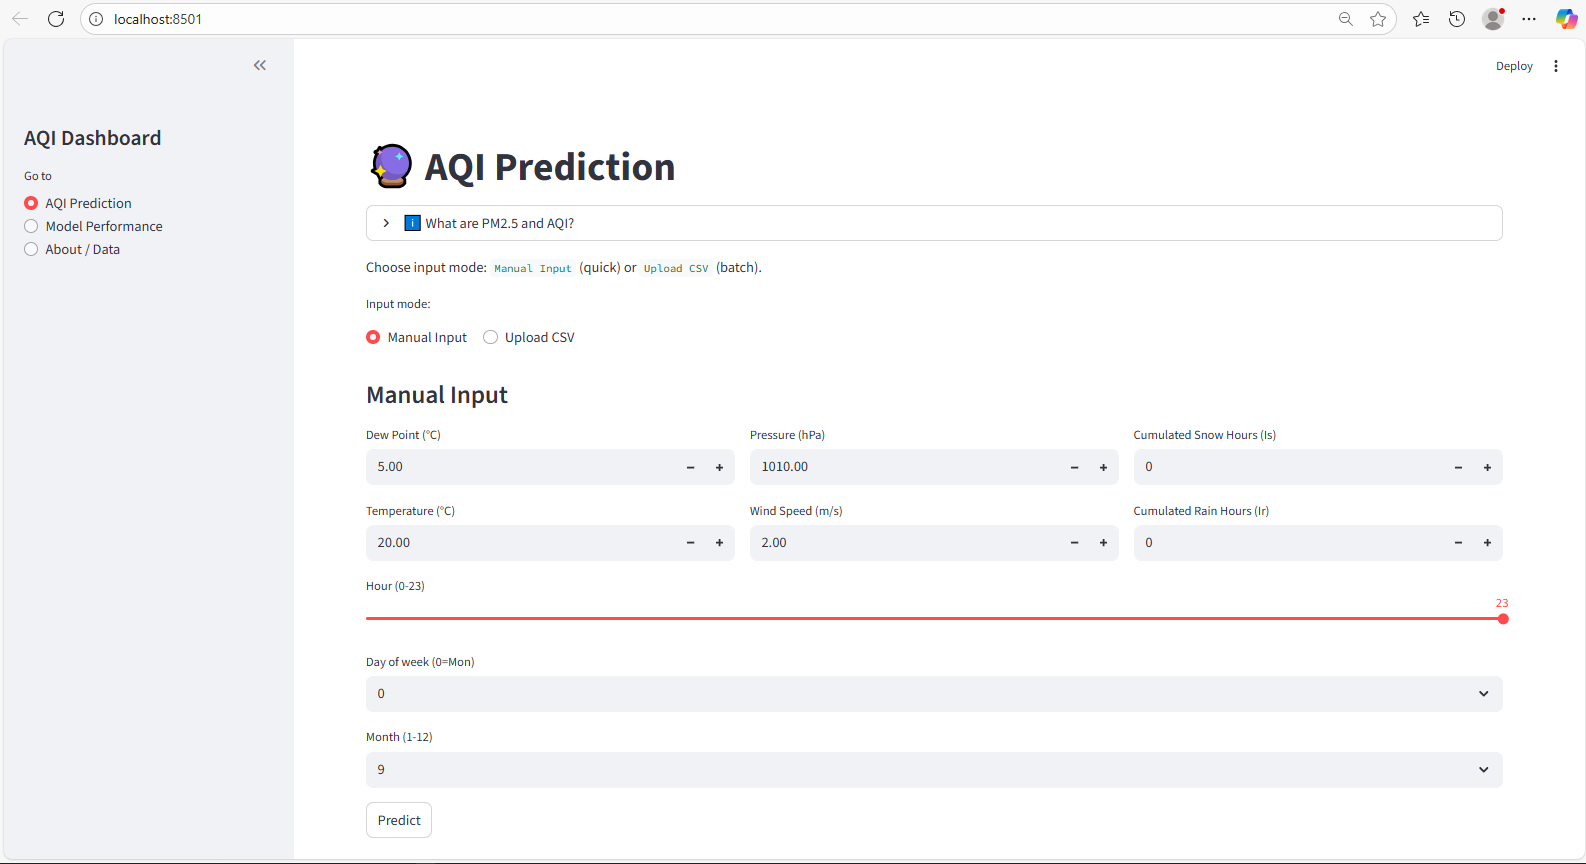 localhost:8501
Deploy
AQI Dashboard
Go to
AQI Prediction
Model Performance
About / Data
AQI Prediction
i What are PM2.5 and AQI?
Choose input mode: Manual Input (quick) or Upload CSV (batch).
Input mode:
Manual Input Upload CSV
Manual Input
Dew Point (°C) Pressure (hPa) Cumulated Snow Hours (Is)
5.00 − + 1010.00 − + 0 − +
Temperature (°C) Wind Speed (m/s) Cumulated Rain Hours (Ir)
20.00 − + 2.00 − + 0 − +
Hour (0-23)
23
Day of week (0=Mon)
0
Month (1-12)
9
Predict